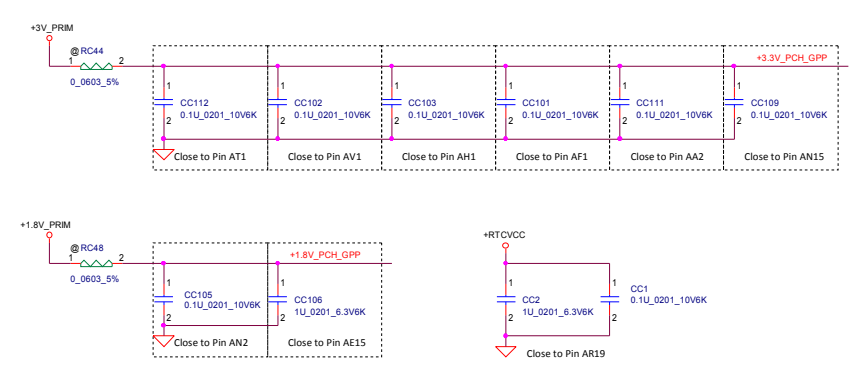 +3V_PRIM
@ RC44
1 2
0_0603_5%
+3.3V_PCH_GPP
1 1 1 1 1 1
CC112 CC102 CC103 CC101 CC111 CC109
0.1U_0201_10V6K 0.1U_0201_10V6K 0.1U_0201_10V6K 0.1U_0201_10V6K 0.1U_0201_10V6K 0.1U_0201_10V6K
2 2 2 2 2 2
Close to Pin AT1 Close to Pin AV1 Close to Pin AH1 Close to Pin AF1 Close to Pin AA2 Close to Pin AN15
+1.8V_PRIM
@ RC48
1 2
0_0603_5%
+1.8V_PCH_GPP
1 1
CC105
0.1U_0201_10V6K
CC106
1U_0201_6.3V6K
2 2
Close to Pin AN2 Close to Pin AE15
+RTCVCC
1 1
CC2
1U_0201_6.3V6K
CC1
0.1U_0201_10V6K
2 2
Close to Pin AR19